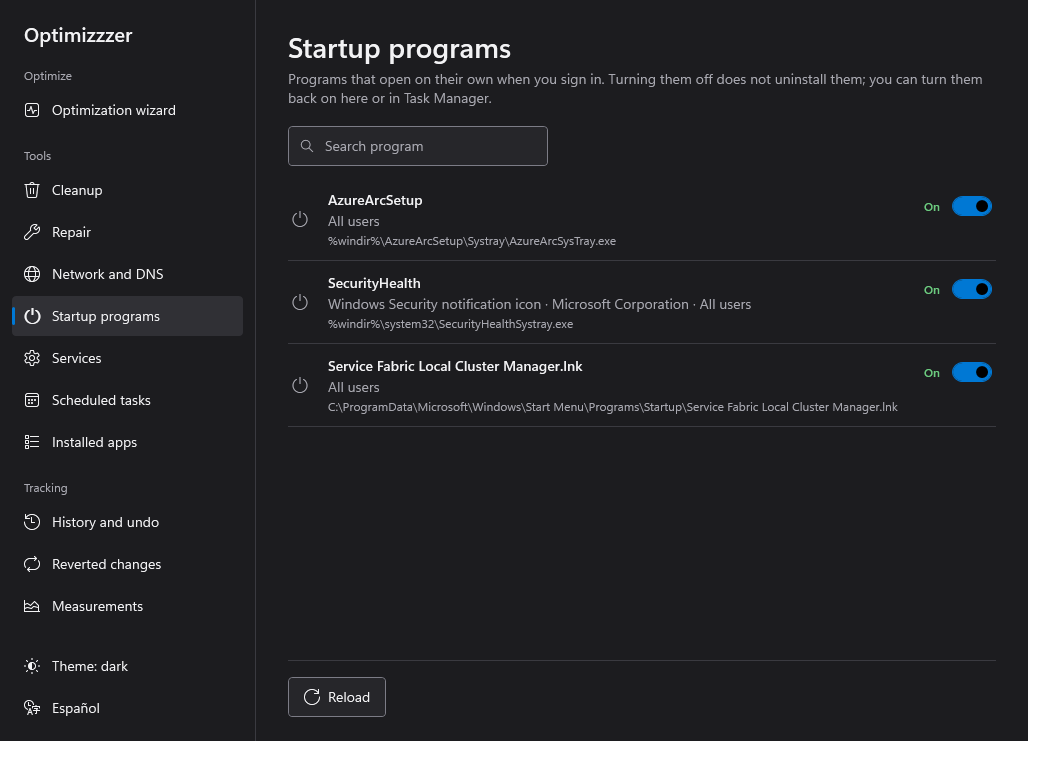 Optimizzzer
Optimize
Optimization wizard
Tools
Cleanup
Repair
Network and DNS
Startup programs
Services
Scheduled tasks
Installed apps
Tracking
History and undo
Reverted changes
Measurements
Theme: dark
Español
Startup programs
Programs that open on their own when you sign in. Turning them off does not uninstall them; you can turn them
back on here or in Task Manager.
Search program
AzureArcSetup
All users
%windir%\AzureArcSetup\Systray\AzureArcSysTray.exe
On
SecurityHealth
Windows Security notification icon · Microsoft Corporation · All users
%windir%\system32\SecurityHealthSystray.exe
On
Service Fabric Local Cluster Manager.lnk
All users
C:\ProgramData\Microsoft\Windows\Start Menu\Programs\Startup\Service Fabric Local Cluster Manager.lnk
On
Reload